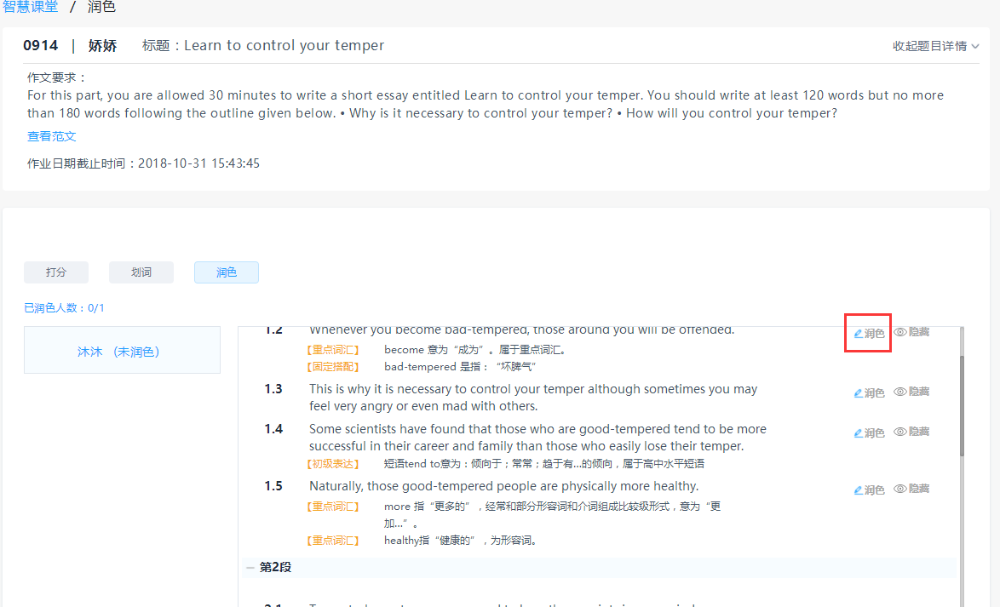 智慧课堂 / 润色
0914 | 娇娇 标题：Learn to control your temper 收起题目详情
作文要求：
For this part, you are allowed 30 minutes to write a short essay entitled Learn to control your temper. You should write at least 120 words but no more
than 180 words following the outline given below. • Why is it necessary to control your temper? • How will you control your temper?
查看范文
作业日期截止时间：2018-10-31 15:43:45
打分 划词 润色
已润色人数：0/1
沐沐 （未润色）
1.2 Whenever you become bad-tempered, those around you will be offended. 润色 隐藏
【重点词汇】 become 意为“成为”。属于重点词汇。
【固定搭配】 bad-tempered 是指：“坏脾气”
1.3 This is why it is necessary to control your temper although sometimes you may 润色 隐藏
feel very angry or even mad with others.
1.4 Some scientists have found that those who are good-tempered tend to be more 润色 隐藏
successful in their career and family than those who easily lose their temper.
【初级表达】 短语tend to意为：倾向于；常常；趋于有...的倾向，属于高中水平短语
1.5 Naturally, those good-tempered people are physically more healthy. 润色 隐藏
【重点词汇】 more 指“更多的”，经常和部分形容词和介词组成比较级形式，意为“更
加...”。
【重点词汇】 healthy指“健康的”，为形容词。
第2段